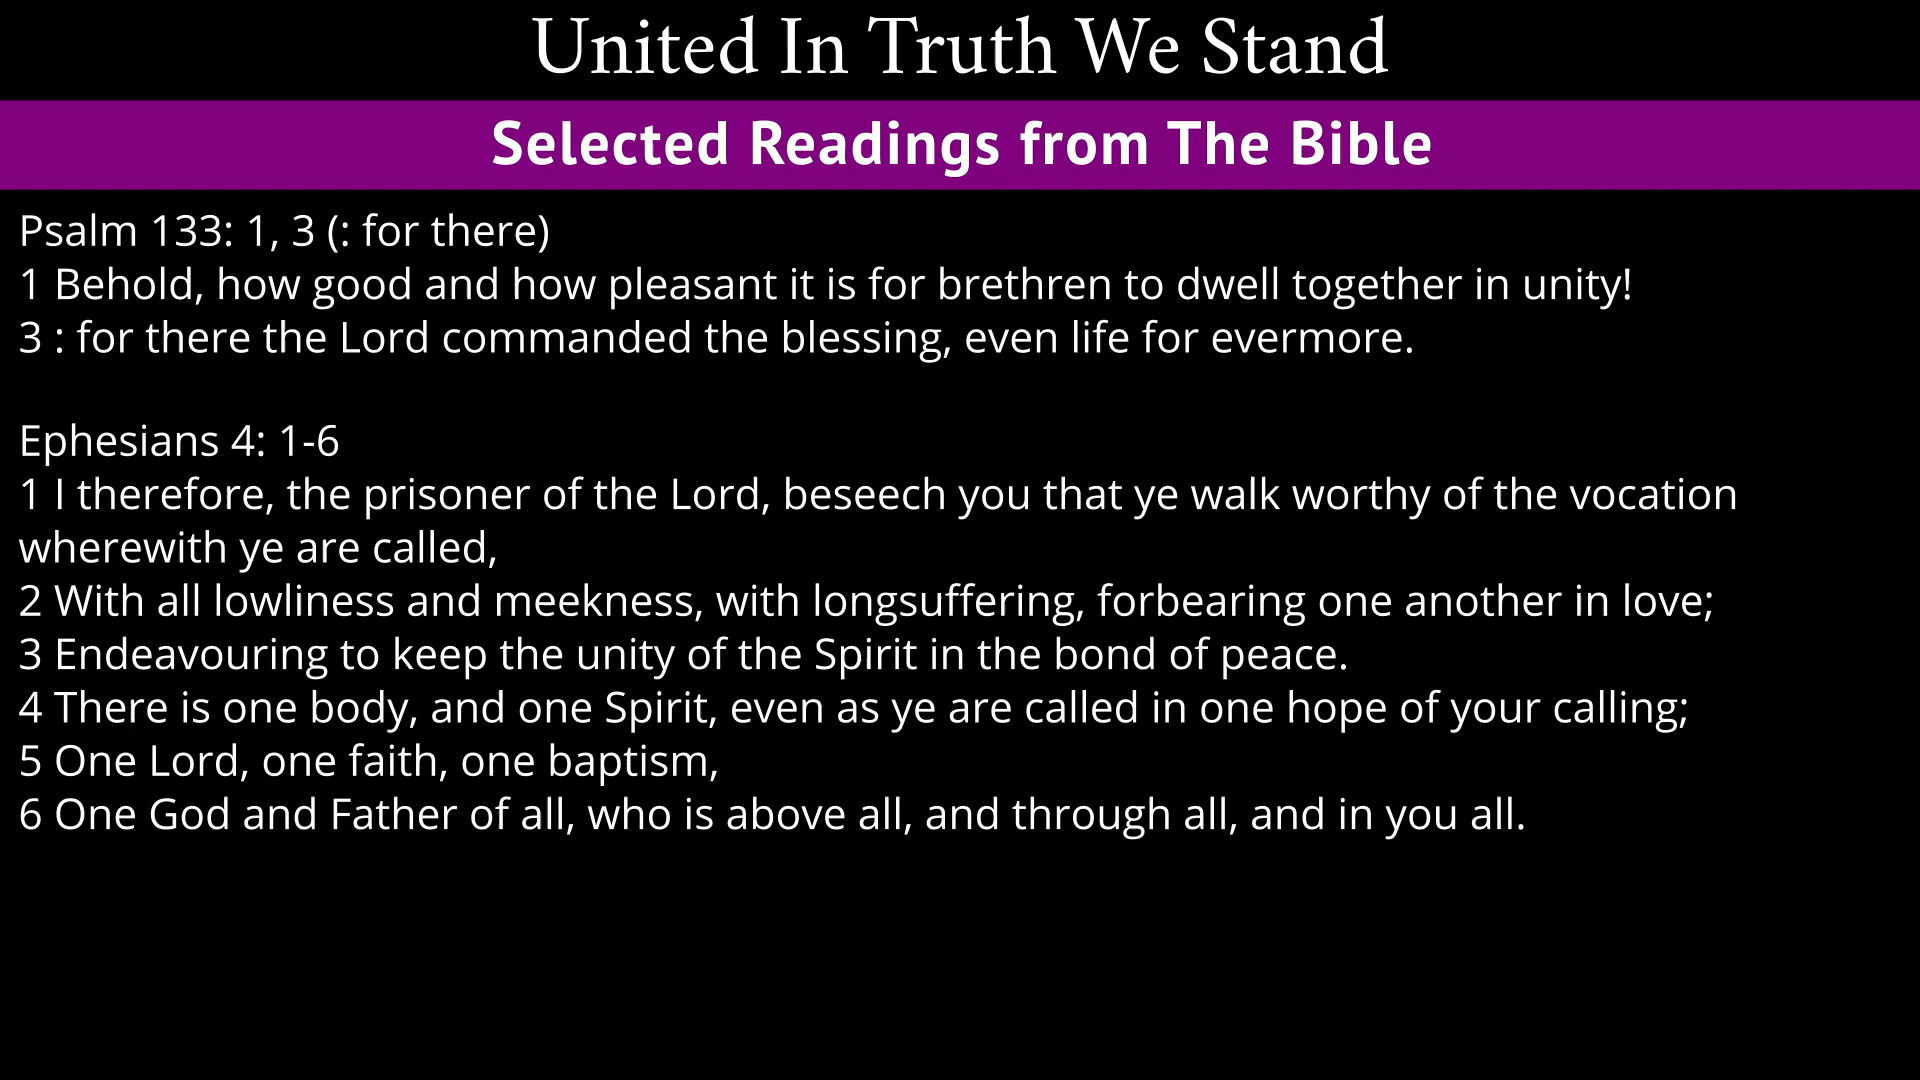 United In Truth We Stand
Selected Readings from The Bible
Psalm 133: 1, 3 (: for there)
1 Behold, how good and how pleasant it is for brethren to dwell together in unity!
3 : for there the Lord commanded the blessing, even life for evermore.
Ephesians 4: 1-6
1 I therefore, the prisoner of the Lord, beseech you that ye walk worthy of the vocation
wherewith ye are called,
2 With all lowliness and meekness, with longsuffering, forbearing one another in love;
3 Endeavouring to keep the unity of the Spirit in the bond of peace.
4 There is one body, and one Spirit, even as ye are called in one hope of your calling;
5 One Lord, one faith, one baptism,
6 One God and Father of all, who is above all, and through all, and in you all.